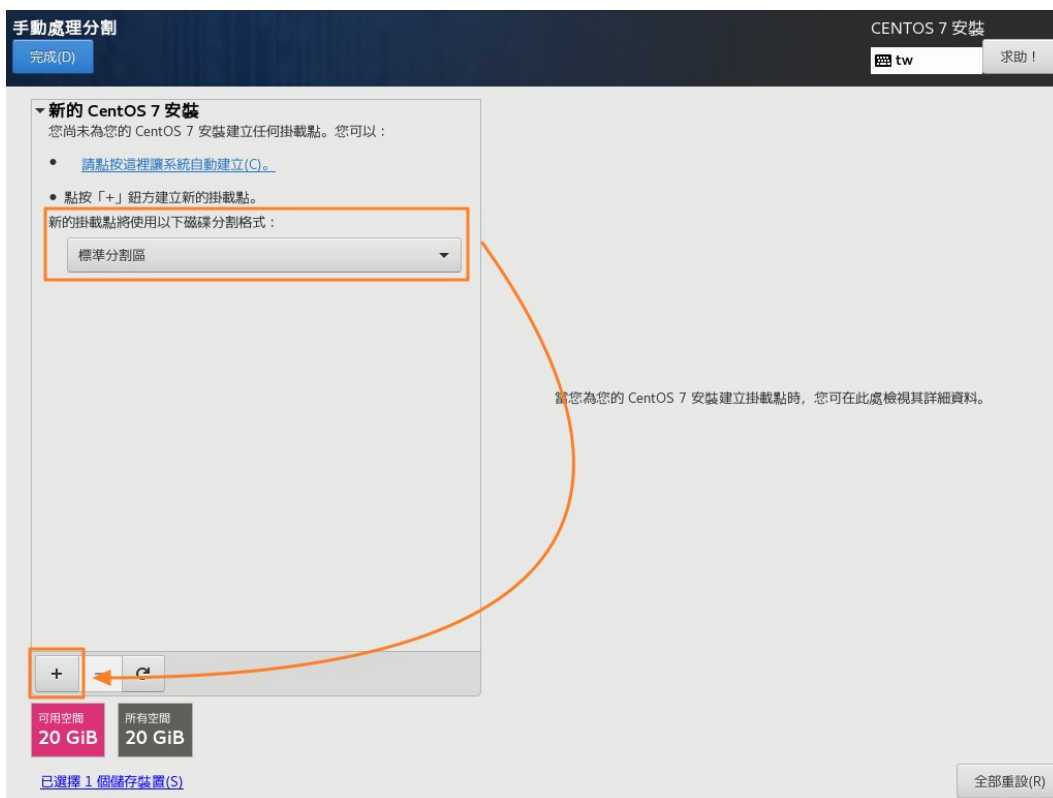 手動處理分割
CENTOS 7 安裝
完成(D)
tw
求助！
新的 CentOS 7 安裝
您尚未為您的 CentOS 7 安裝建立任何掛載點。您可以：
請點按這裡讓系統自動建立(C)。
• 點按「+」鈕方建立新的掛載點。
新的掛載點將使用以下磁碟分割格式：
標準分割區
當您為您的 CentOS 7 安裝建立掛載點時，您可在此處檢視其詳細資料。
+
-
可用空間
20 GiB
所有空間
20 GiB
已選擇 1 個儲存裝置(S)
全部重設(R)